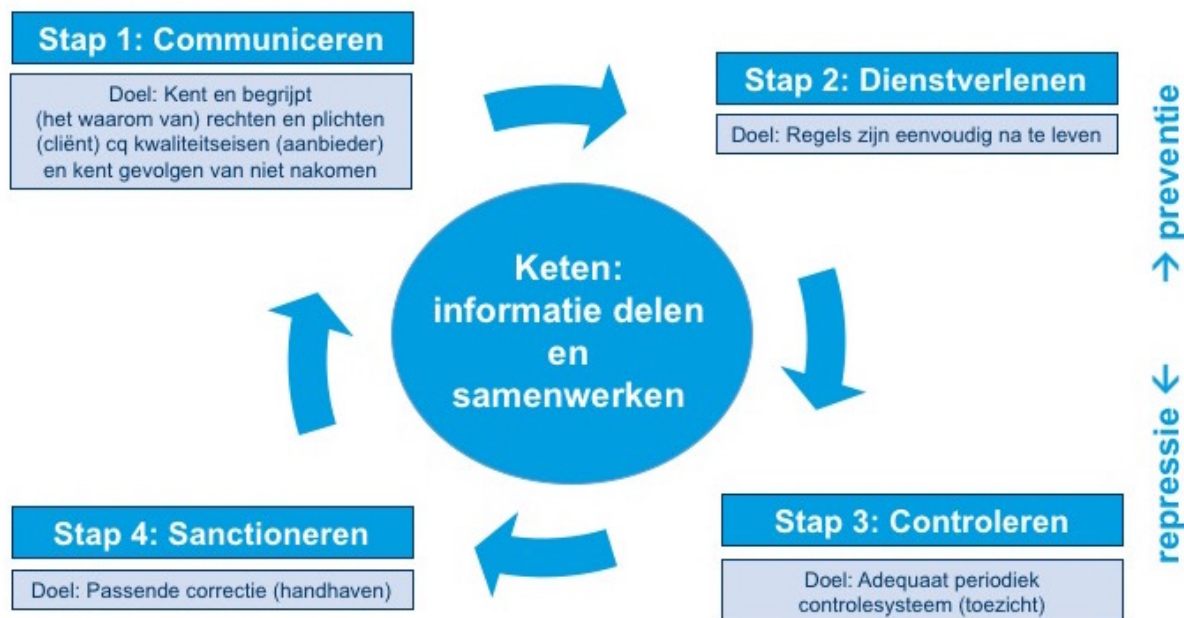 Stap 1: Communiceren
Doel: Kent en begrijpt
(het waarom van) rechten en plichten
(cliënt) cq kwaliteitseisen (aanbieder)
en kent gevolgen van niet nakomen
Stap 2: Dienstverlenen
Doel: Regels zijn eenvoudig na te leven
Keten:
informatie delen
en
samenwerken
Stap 3: Controleren
Doel: Adequaat periodiek
controlesysteem (toezicht)
Stap 4: Sanctioneren
Doel: Passende correctie (handhaven)
repressie ← → preventie